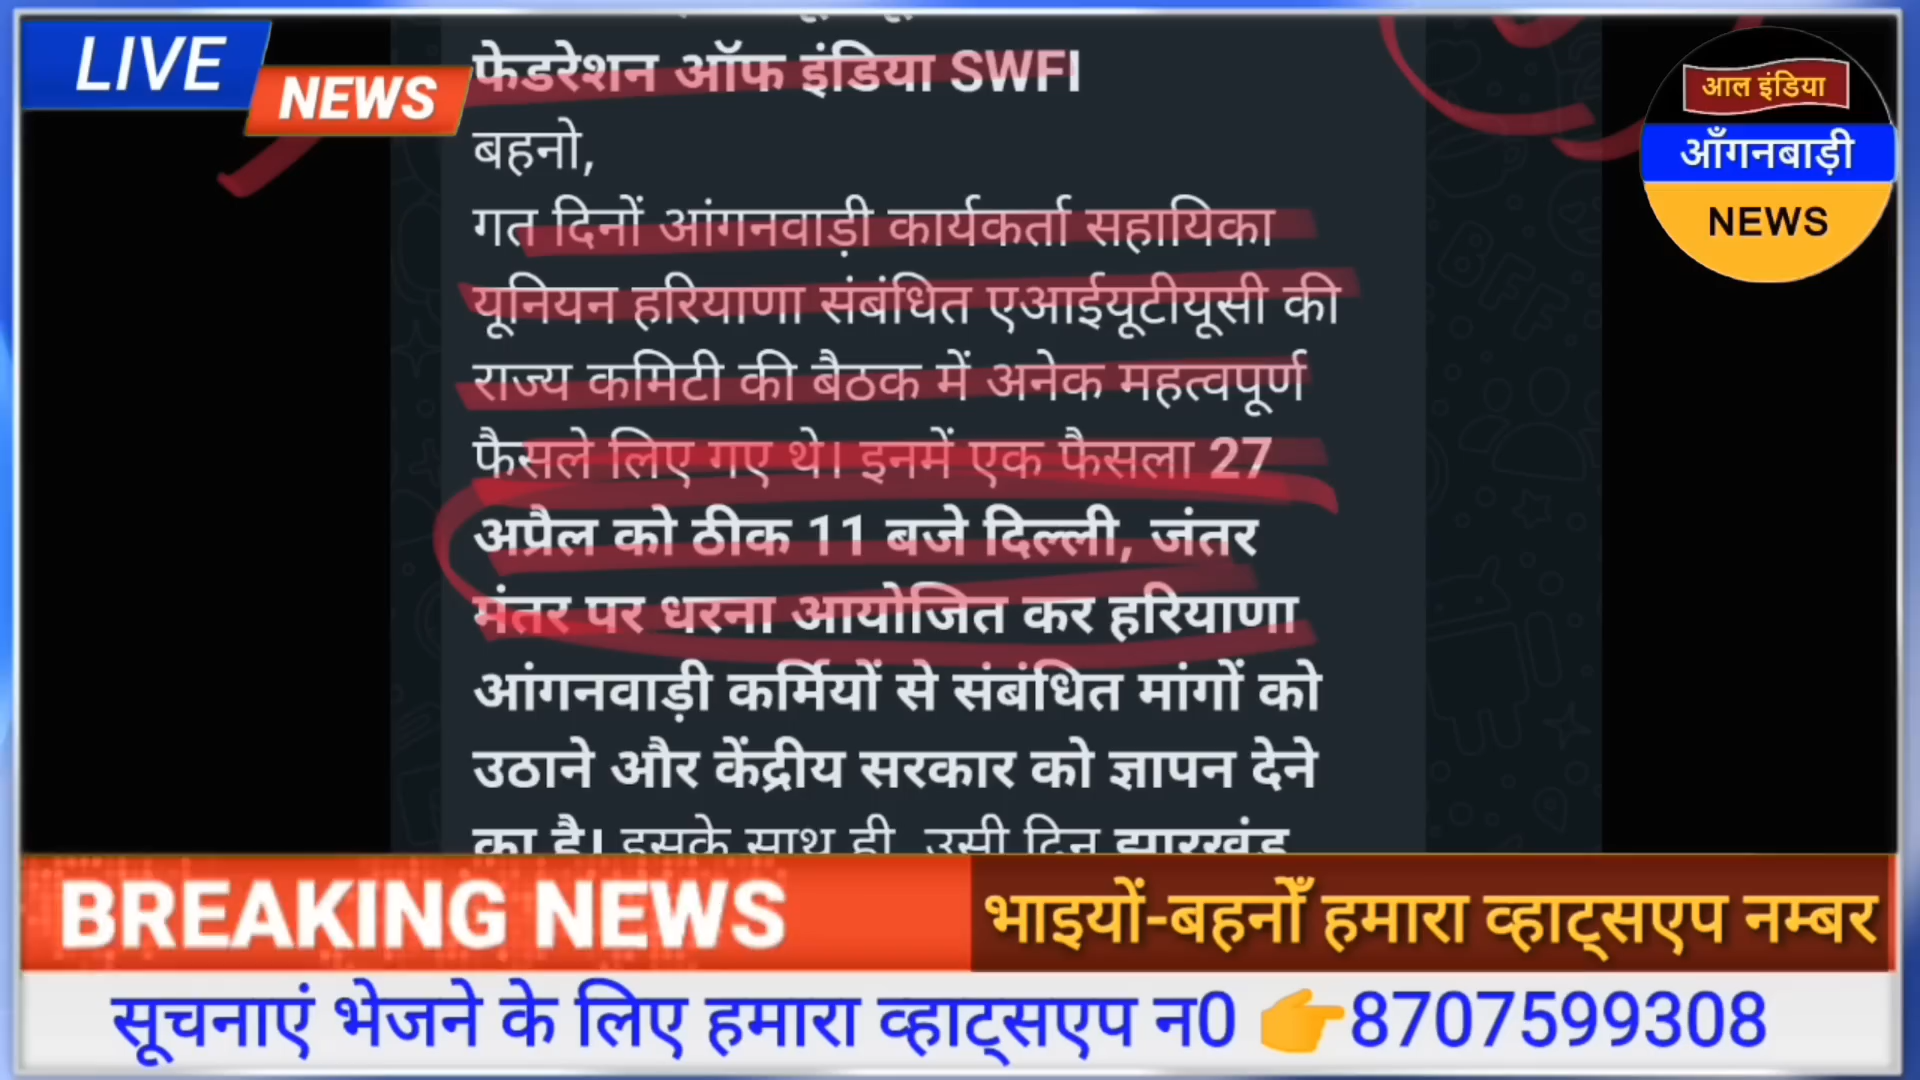 LIVE
NEWS
फेडरेशन ऑफ इंडिया SWFI
बहनो,
गत दिनों आंगनवाड़ी कार्यकर्ता सहायिका
यूनियन हरियाणा संबंधित एआईयूटीयूसी की
राज्य कमिटी की बैठक में अनेक महत्वपूर्ण
फैसले लिए गए थे। इनमें एक फैसला 27
अप्रैल को ठीक 11 बजे दिल्ली, जंतर
मंतर पर धरना आयोजित कर हरियाणा
आंगनवाड़ी कर्मियों से संबंधित मांगों को
उठाने और केंद्रीय सरकार को ज्ञापन देने
का है। इसके साथ ही, उसी दिन झारखंड
आल इंडिया
आँगनबाड़ी
NEWS
BREAKING NEWS
भाइयों-बहनोँ हमारा व्हाट्सएप नम्बर
सूचनाएं भेजने के लिए हमारा व्हाट्सएप न0 👉8707599308